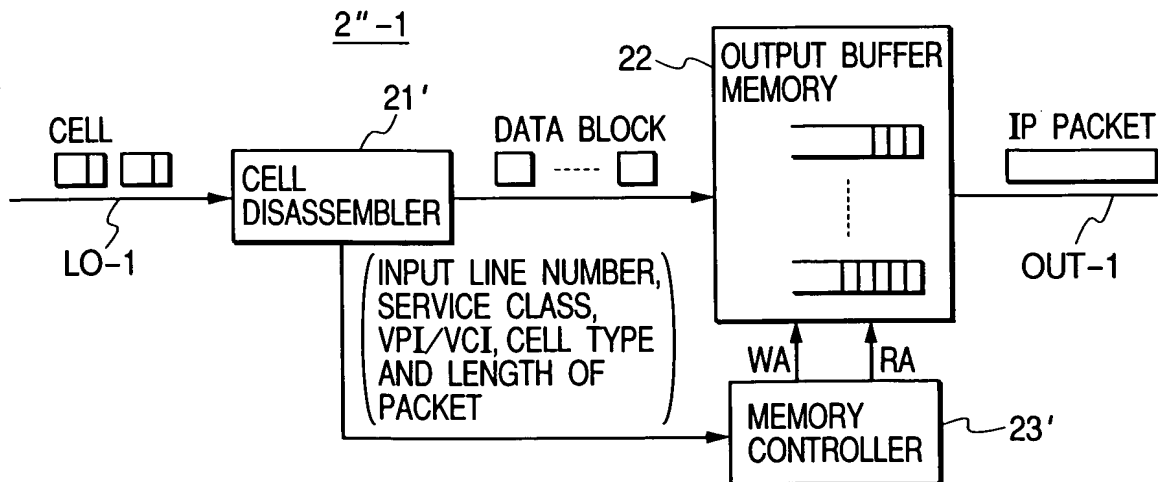 2"-1
CELL
LO-1
21'
CELL
DISASSEMBLER
DATA BLOCK
(INPUT LINE NUMBER,
SERVICE CLASS,
VPI/VCI, CELL TYPE
AND LENGTH OF
PACKET)
22
OUTPUT BUFFER
MEMORY
IP PACKET
OUT-1
WA
RA
MEMORY
CONTROLLER
23'